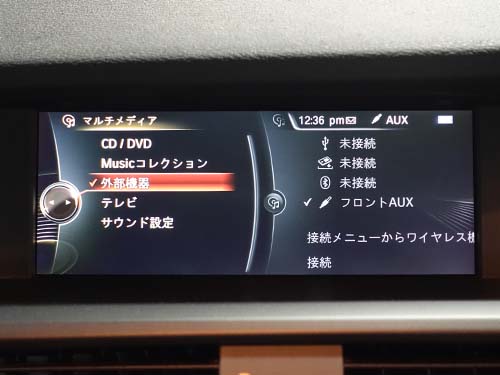 マルチメディア
12:36 pm AUX
CD / DVD
Musicコレクション
外部機器
テレビ
サウンド設定
未接続
未接続
未接続
フロントAUX
接続メニューからワイヤレス機
接続